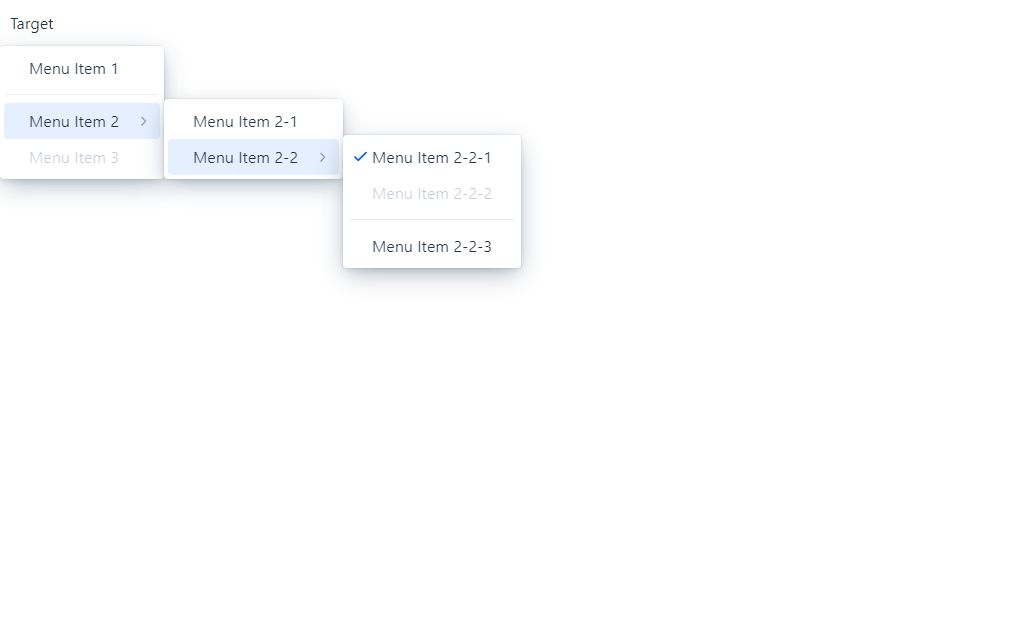 Target
Menu Item 1
Menu Item 2
Menu Item 3
Menu Item 2-1
Menu Item 2-2
Menu Item 2-2-1
Menu Item 2-2-2
Menu Item 2-2-3